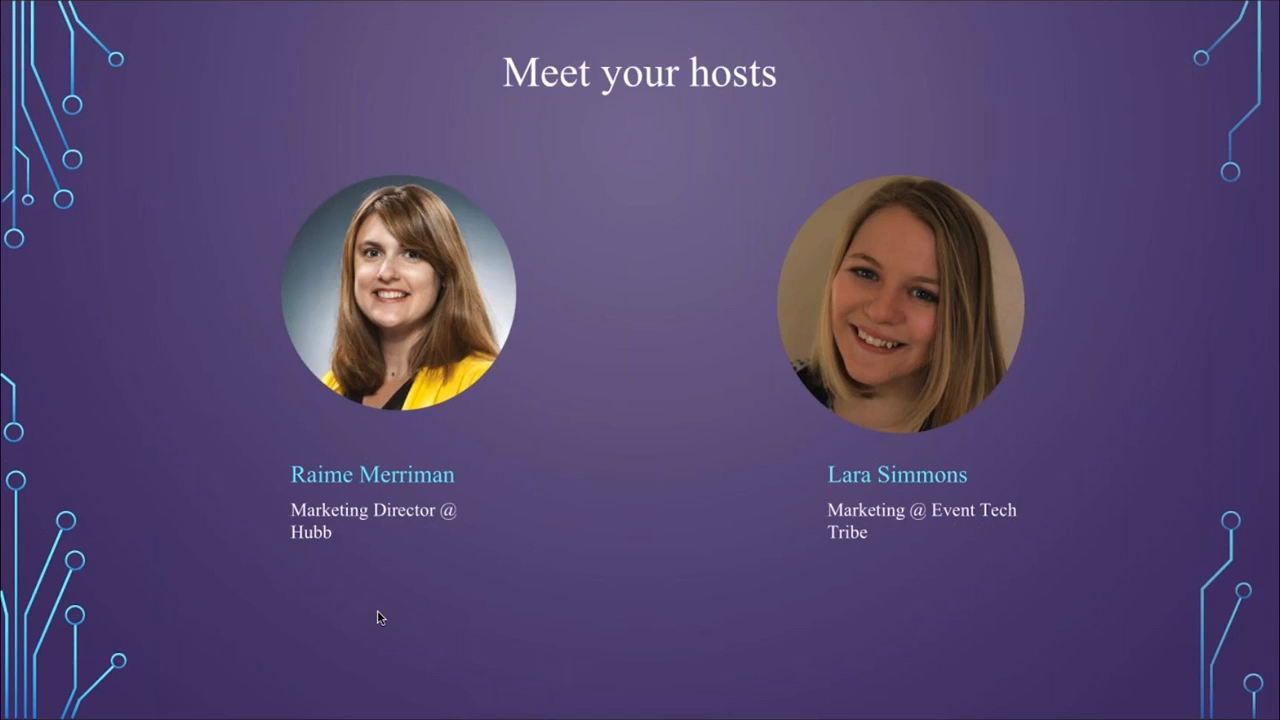 Meet your hosts
Raime Merriman
Marketing Director @
Hubb
Lara Simmons
Marketing @ Event Tech
Tribe